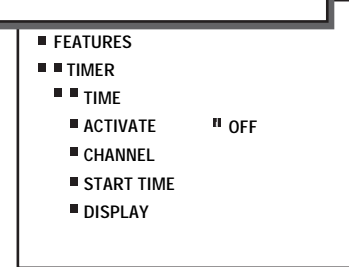 FEATURES
TIMER
TIME
ACTIVATE OFF
CHANNEL
START TIME
DISPLAY